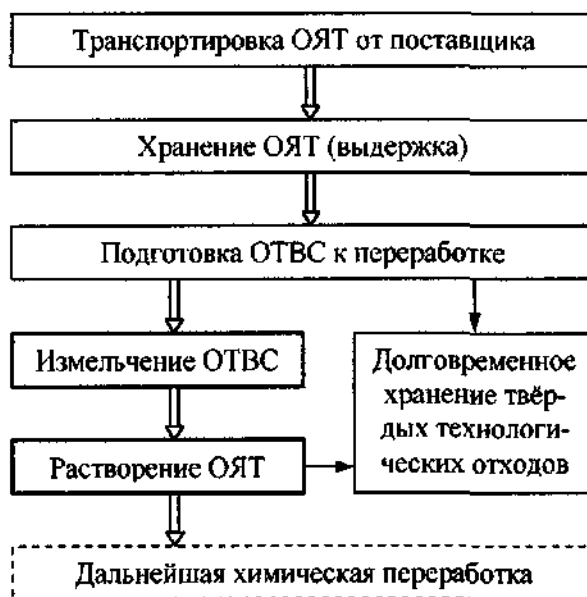 Транспортировка ОЯТ от поставщика
Хранение ОЯТ (выдержка)
Подготовка ОТВС к переработке
Измельчение ОТВС
Растворение ОЯТ
Долговременное
хранение твёр-
дых технологи-
ческих отходов
Дальнейшая химическая переработка